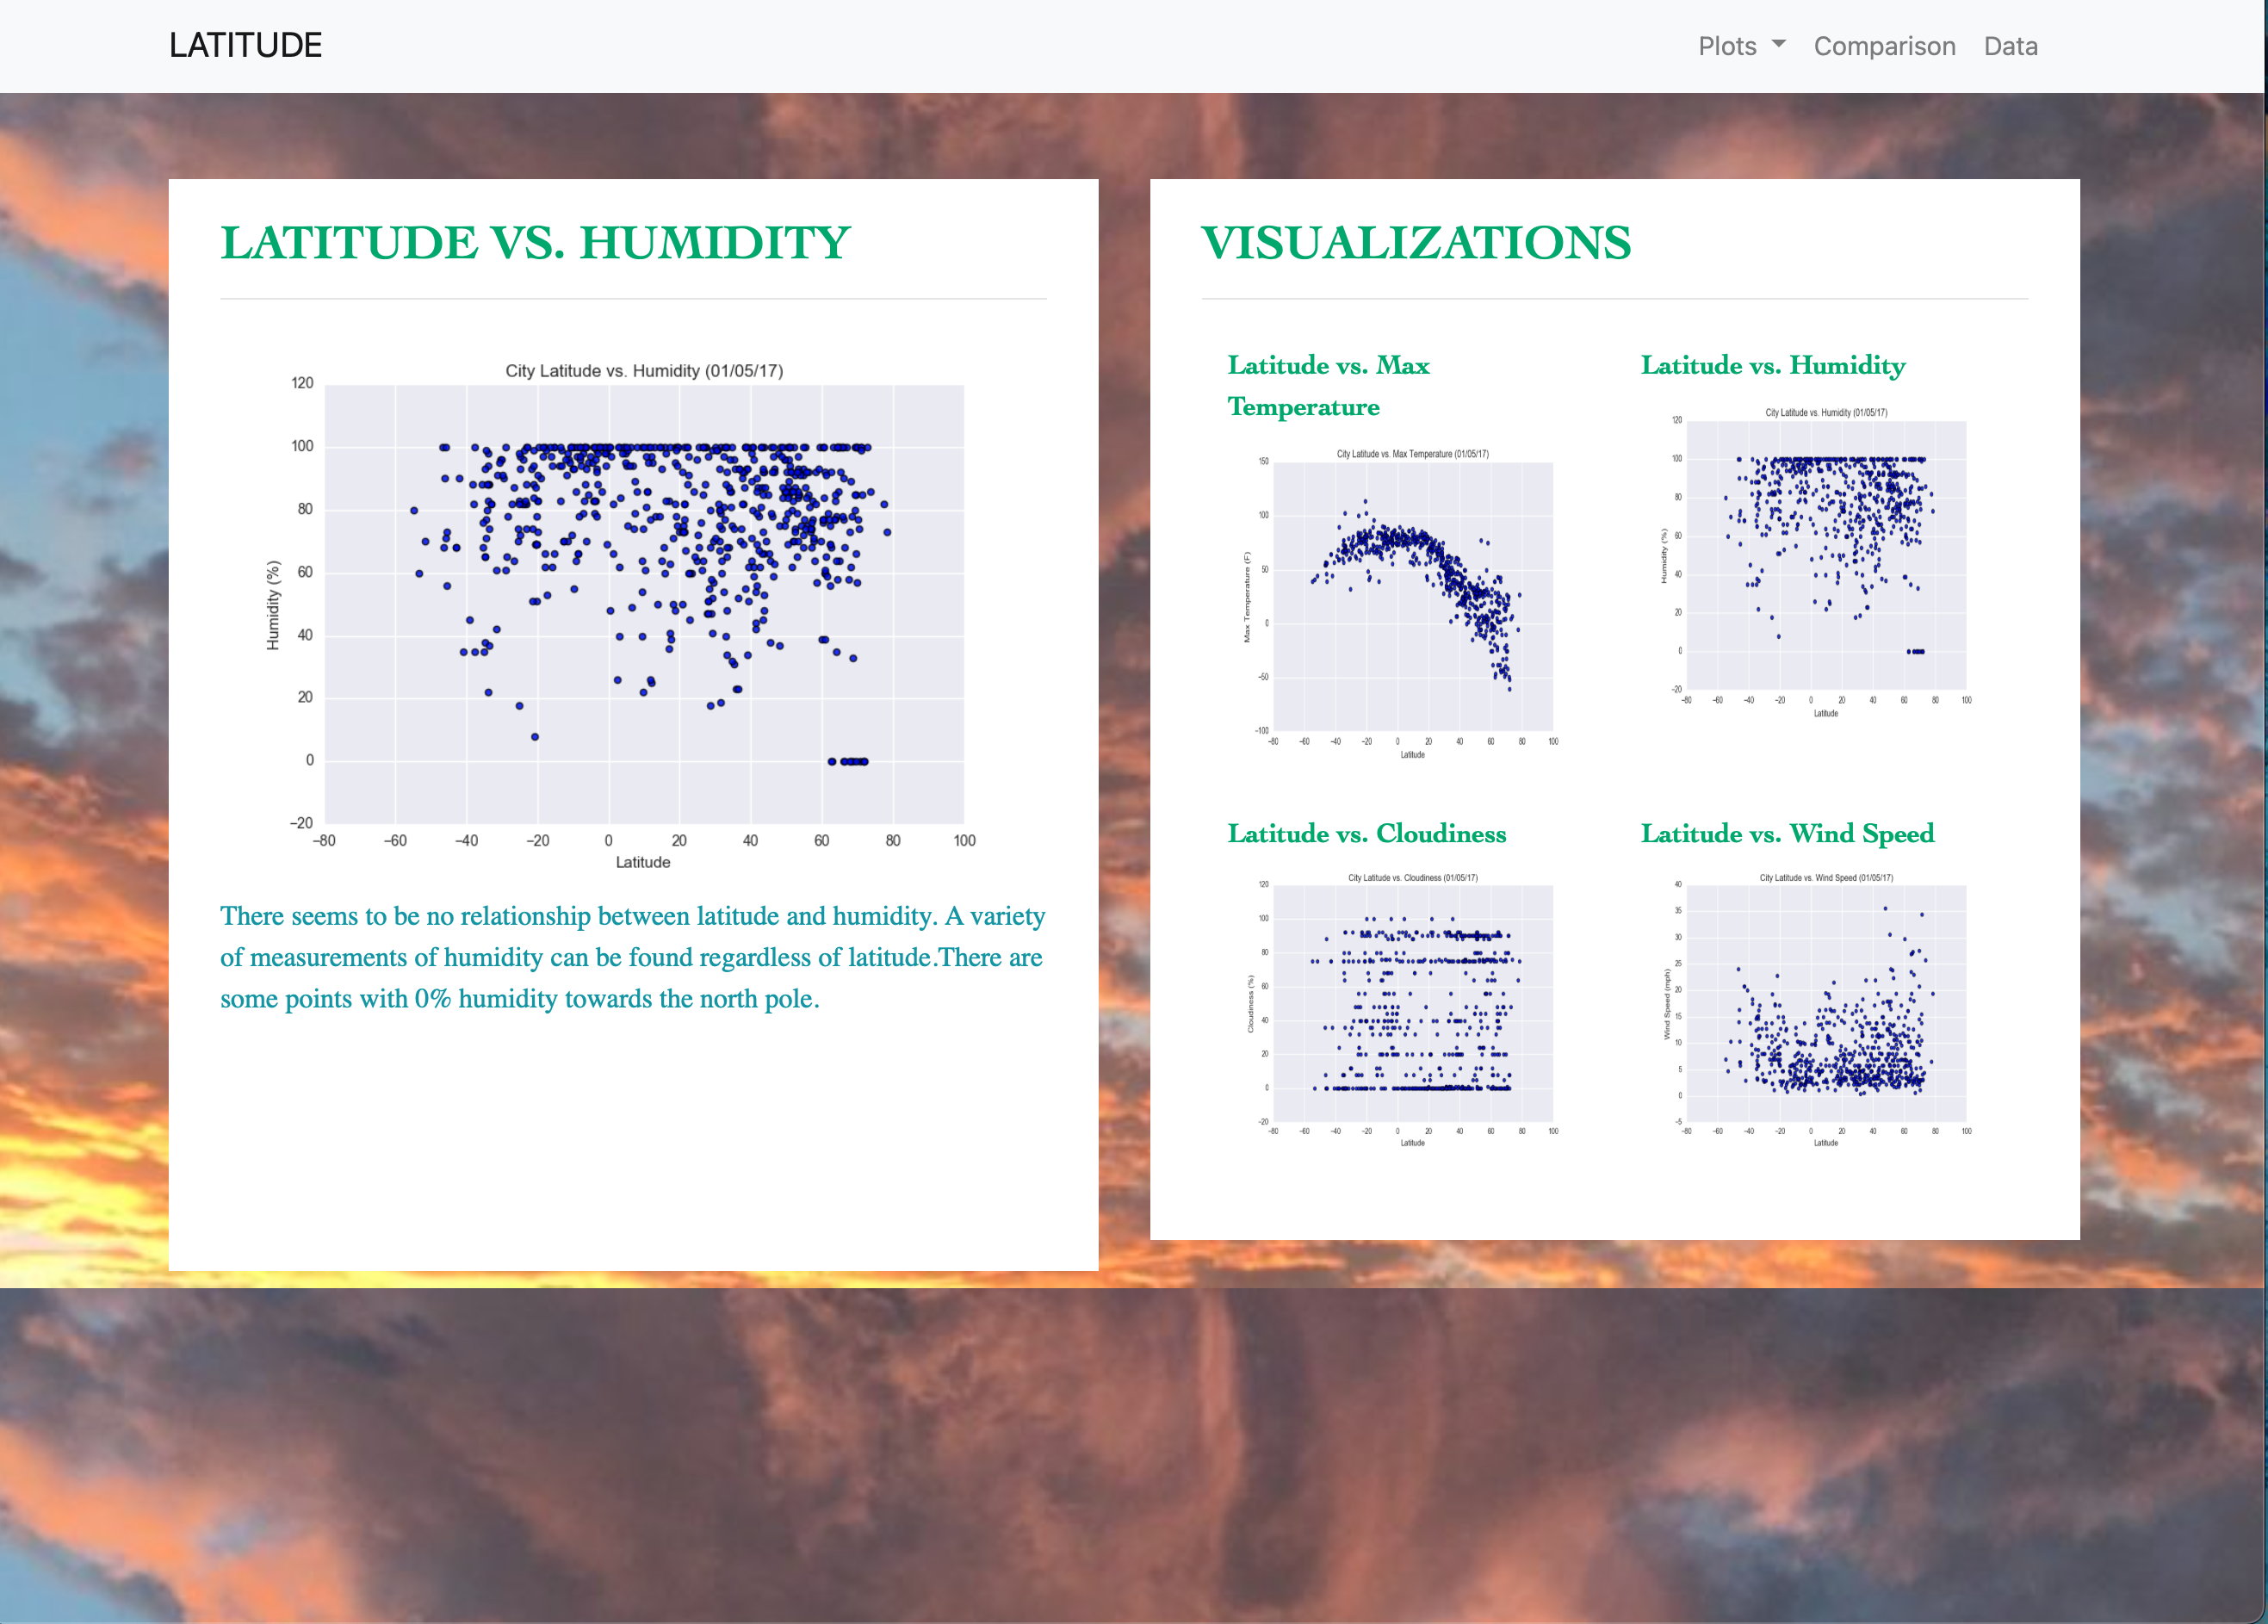 LATITUDE
Plots Comparison Data
LATITUDE VS. HUMIDITY
City Latitude vs. Humidity (01/05/17)
120
100
80
60
40
20
0
−20
Humidity (%)
−80 −60 −40 −20 0 20 40 60 80 100
Latitude
There seems to be no relationship between latitude and humidity. A variety
of measurements of humidity can be found regardless of latitude.There are
some points with 0% humidity towards the north pole.
VISUALIZATIONS
Latitude vs. Max
Temperature
City Latitude vs. Max Temperature (01/05/17)
150
100
50
0
−50
−100
Max Temperature (F)
−80 −60 −40 −20 0 20 40 60 80 100
Latitude
Latitude vs. Humidity
City Latitude vs. Humidity (01/05/17)
120
100
80
60
40
20
0
−20
Humidity (%)
−80 −60 −40 −20 0 20 40 60 80 100
Latitude
Latitude vs. Cloudiness
City Latitude vs. Cloudiness (01/05/17)
120
100
80
60
40
20
0
−20
Cloudiness (%)
−80 −60 −40 −20 0 20 40 60 80 100
Latitude
Latitude vs. Wind Speed
City Latitude vs. Wind Speed (01/05/17)
40
35
30
25
20
15
10
5
0
−5
Wind Speed (mph)
−80 −60 −40 −20 0 20 40 60 80 100
Latitude